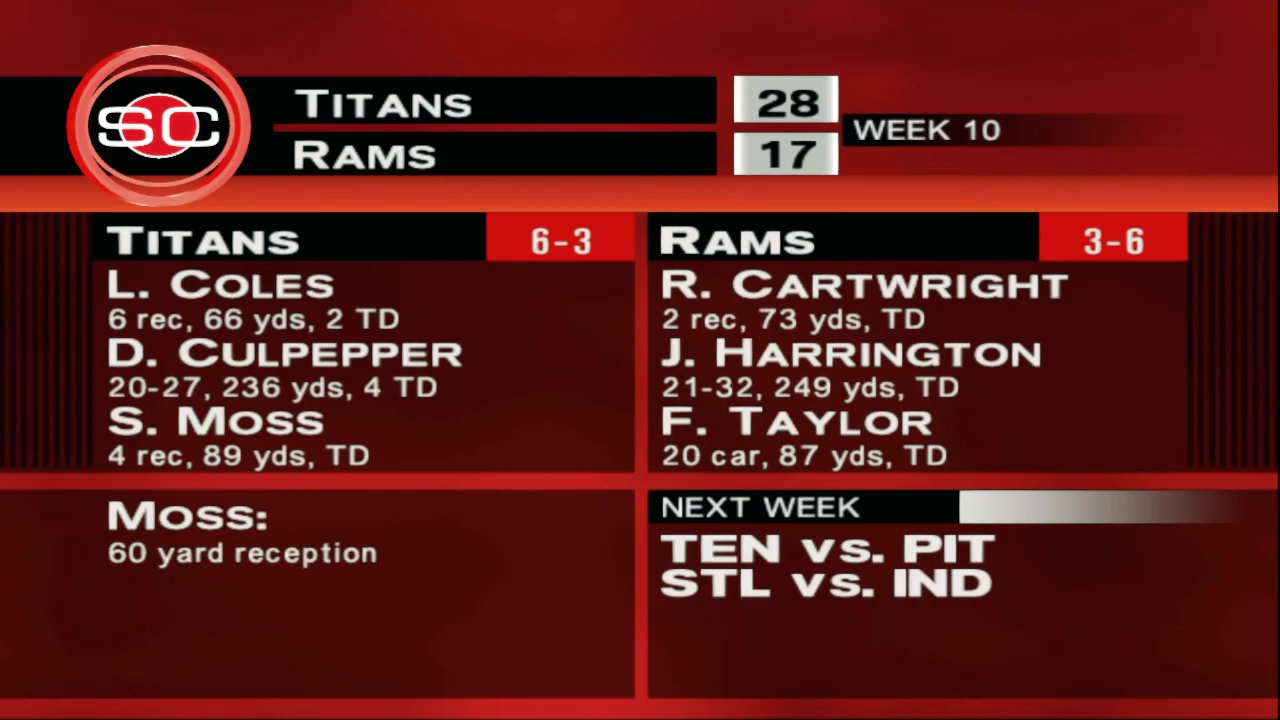 SC
TITANS 28
RAMS 17
WEEK 10
TITANS 6-3
L. COLES
6 rec, 66 yds, 2 TD
D. CULPEPPER
20-27, 236 yds, 4 TD
S. MOSS
4 rec, 89 yds, TD
RAMS 3-6
R. CARTWRIGHT
2 rec, 73 yds, TD
J. HARRINGTON
21-32, 249 yds, TD
F. TAYLOR
20 car, 87 yds, TD
MOSS:
60 yard reception
NEXT WEEK
TEN vs. PIT
STL vs. IND